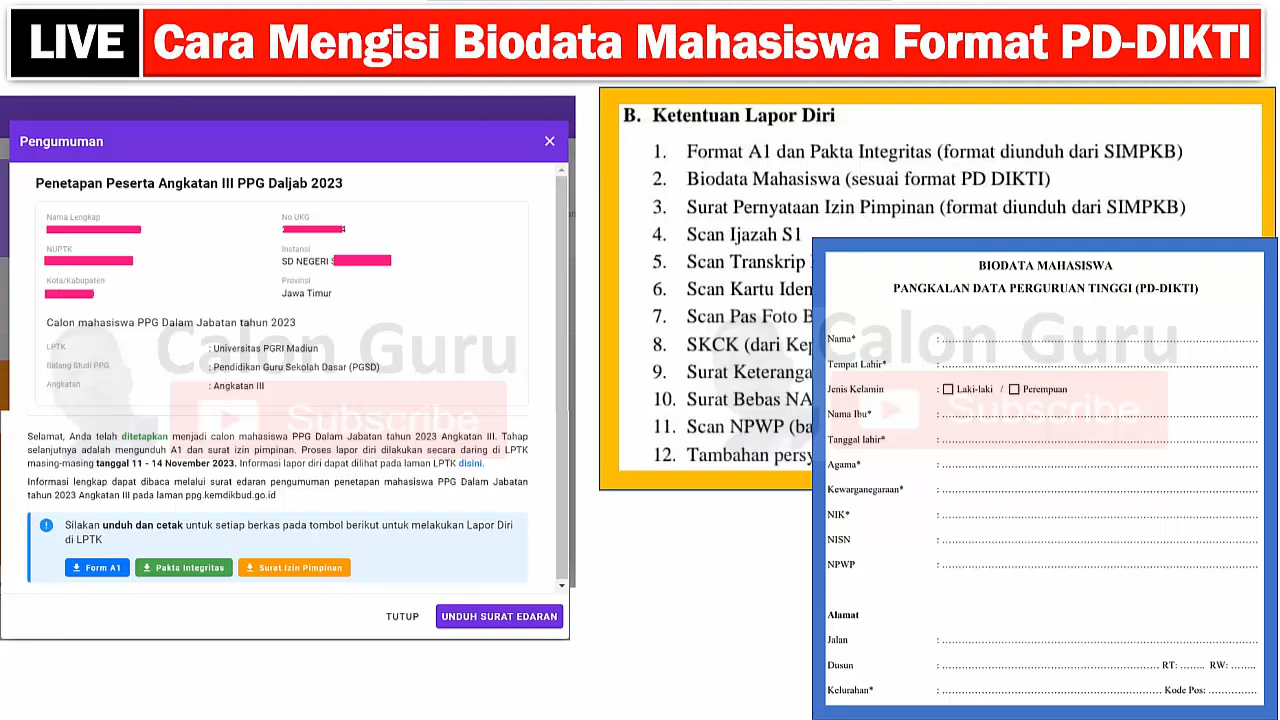 LIVE Cara Mengisi Biodata Mahasiswa Format PD-DIKTI
Pengumuman
Penetapan Peserta Angkatan III PPG Daljab 2023
Nama Lengkap
No UKG
NUPTK
Instansi
SD NEGERI
Kota/Kabupaten
Provinsi
Jawa Timur
Calon mahasiswa PPG Dalam Jabatan tahun 2023
LPTK : Universitas PGRI Madiun
Bidang Studi PPG : Pendidikan Guru Sekolah Dasar (PGSD)
Angkatan : Angkatan III
Selamat, Anda telah ditetapkan menjadi calon mahasiswa PPG Dalam Jabatan tahun 2023 Angkatan III. Tahap
selanjutnya adalah mengunduh A1 dan surat izin pimpinan. Proses lapor diri dilakukan secara daring di LPTK
masing-masing tanggal 11 - 14 November 2023. Informasi lapor diri dapat dilihat pada laman LPTK disini.
Informasi lengkap dapat dibaca melalui surat edaran pengumuman penetapan mahasiswa PPG Dalam Jabatan
tahun 2023 Angkatan III pada laman ppg.kemdikbud.go.id
Silakan unduh dan cetak untuk setiap berkas pada tombol berikut untuk melakukan Lapor Diri
di LPTK
Form A1 Pakta Integritas Surat Izin Pimpinan
TUTUP UNDUH SURAT EDARAN
Calon Guru
Subscribe
B. Ketentuan Lapor Diri
1. Format A1 dan Pakta Integritas (format diunduh dari SIMPKB)
2. Biodata Mahasiswa (sesuai format PD DIKTI)
3. Surat Pernyataan Izin Pimpinan (format diunduh dari SIMPKB)
4. Scan Ijazah S1
5. Scan Transkrip
6. Scan Kartu Iden
7. Scan Pas Foto B
8. SKCK (dari Kep
9. Surat Keteranga
10. Surat Bebas NA
11. Scan NPWP (ba
12. Tambahan persy
BIODATA MAHASISWA
PANGKALAN DATA PERGURUAN TINGGI (PD-DIKTI)
Nama* :
Tempat Lahir* :
Jenis Kelamin : Laki-laki / Perempuan
Nama Ibu* :
Tanggal lahir* :
Agama* :
Kewarganegaraan* :
NIK* :
NISN :
NPWP :
Alamat
Jalan :
Dusun : RT: ........ RW: ........
Kelurahan* : Kode Pos: ..............
Calon Guru
Subscribe